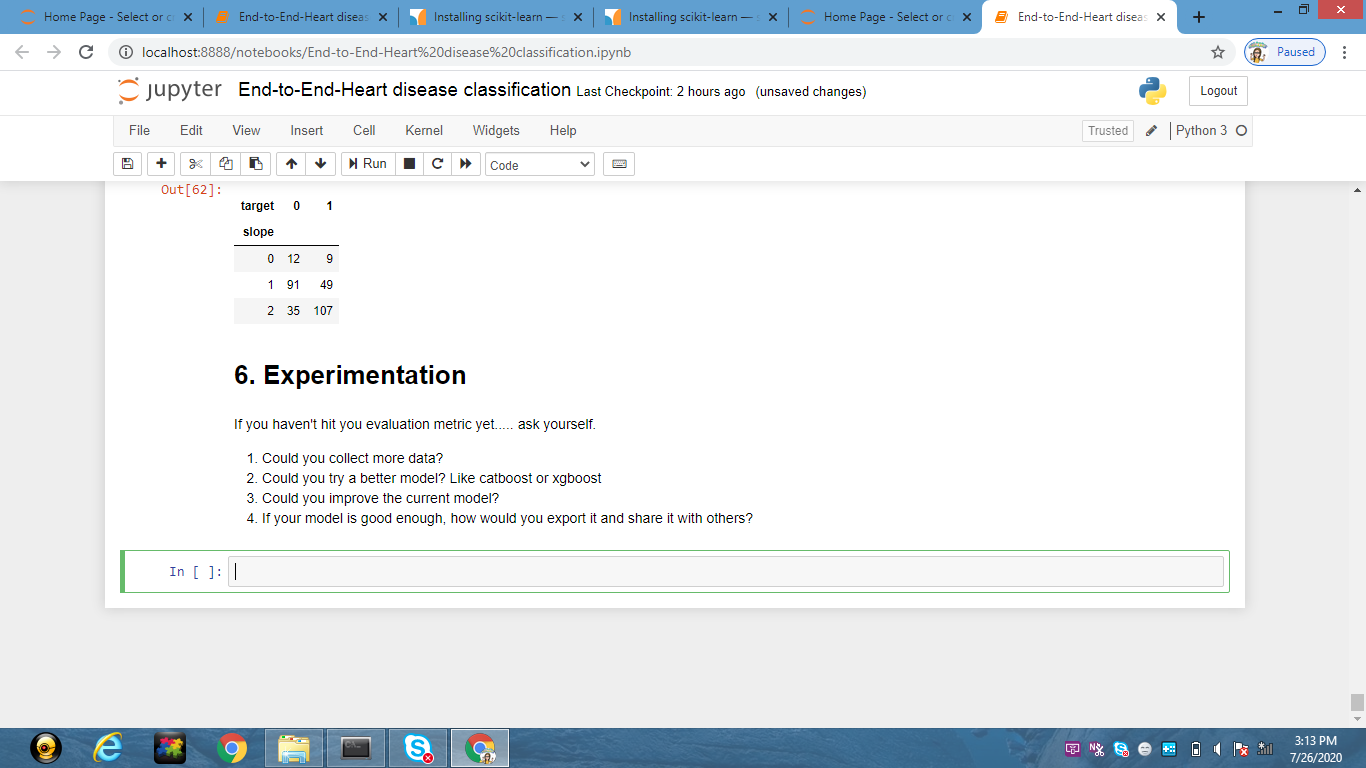 Home Page - Select or c
End-to-End-Heart diseas
Installing scikit-learn — s
Installing scikit-learn — s
Home Page - Select or c
End-to-End-Heart diseas
localhost:8888/notebooks/End-to-End-Heart%20disease%20classification.ipynb
Paused
jupyter End-to-End-Heart disease classification Last Checkpoint: 2 hours ago (unsaved changes)
Logout
File Edit View Insert Cell Kernel Widgets Help
Trusted
Python 3
Run
Code
Out[62]:
target 0 1
slope
0 12 9
1 91 49
2 35 107
6. Experimentation
If you haven't hit you evaluation metric yet..... ask yourself.
1. Could you collect more data?
2. Could you try a better model? Like catboost or xgboost
3. Could you improve the current model?
4. If your model is good enough, how would you export it and share it with others?
In [ ]:
3:13 PM
7/26/2020